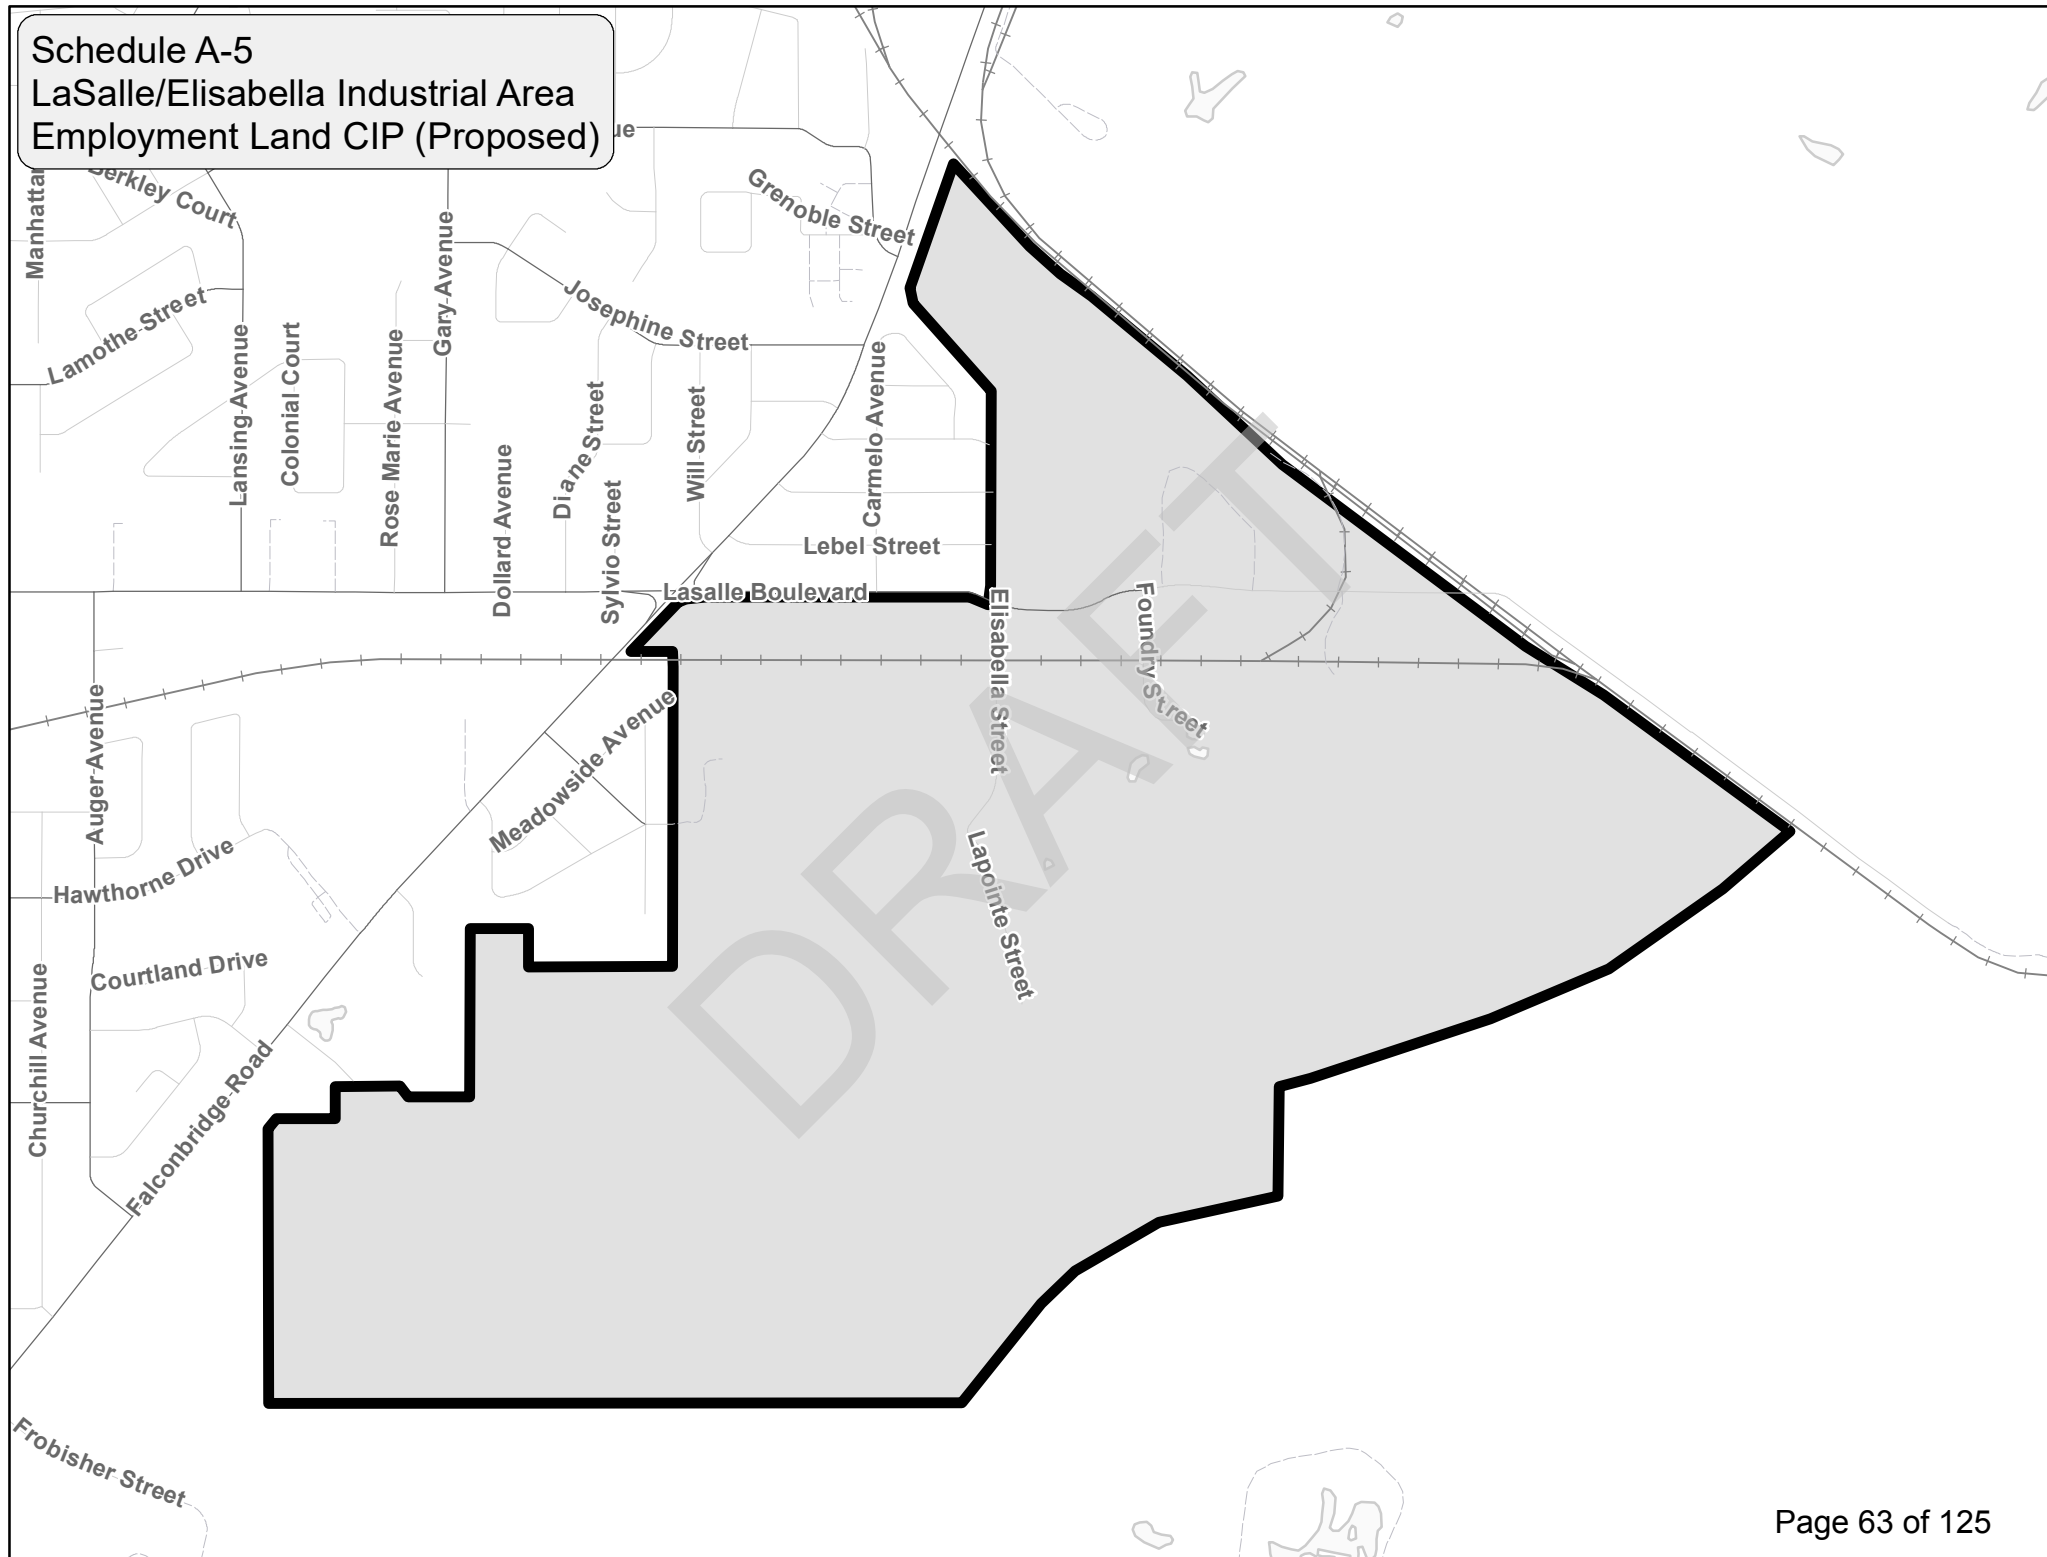 Schedule A-5
LaSalle/Elisabella Industrial Area
Employment Land CIP (Proposed)
Berkley Court
Grenoble Street
Gary Avenue
Josephine Street
Lamothe Street
Lansing Avenue
Colonial Court
Rose Marie Avenue
Diane Street
Will Street
Carmelo Avenue
Dollard Avenue
Sylvio Street
Lebel Street
Lasalle Boulevard
Elisabella Street
Foundry Street
Auger Avenue
Meadowside Avenue
Hawthorne Drive
Lapointe Street
Courtland Drive
Churchill Avenue
Falconbridge Road
Frobisher Street
DRAFT
Page 63 of 125